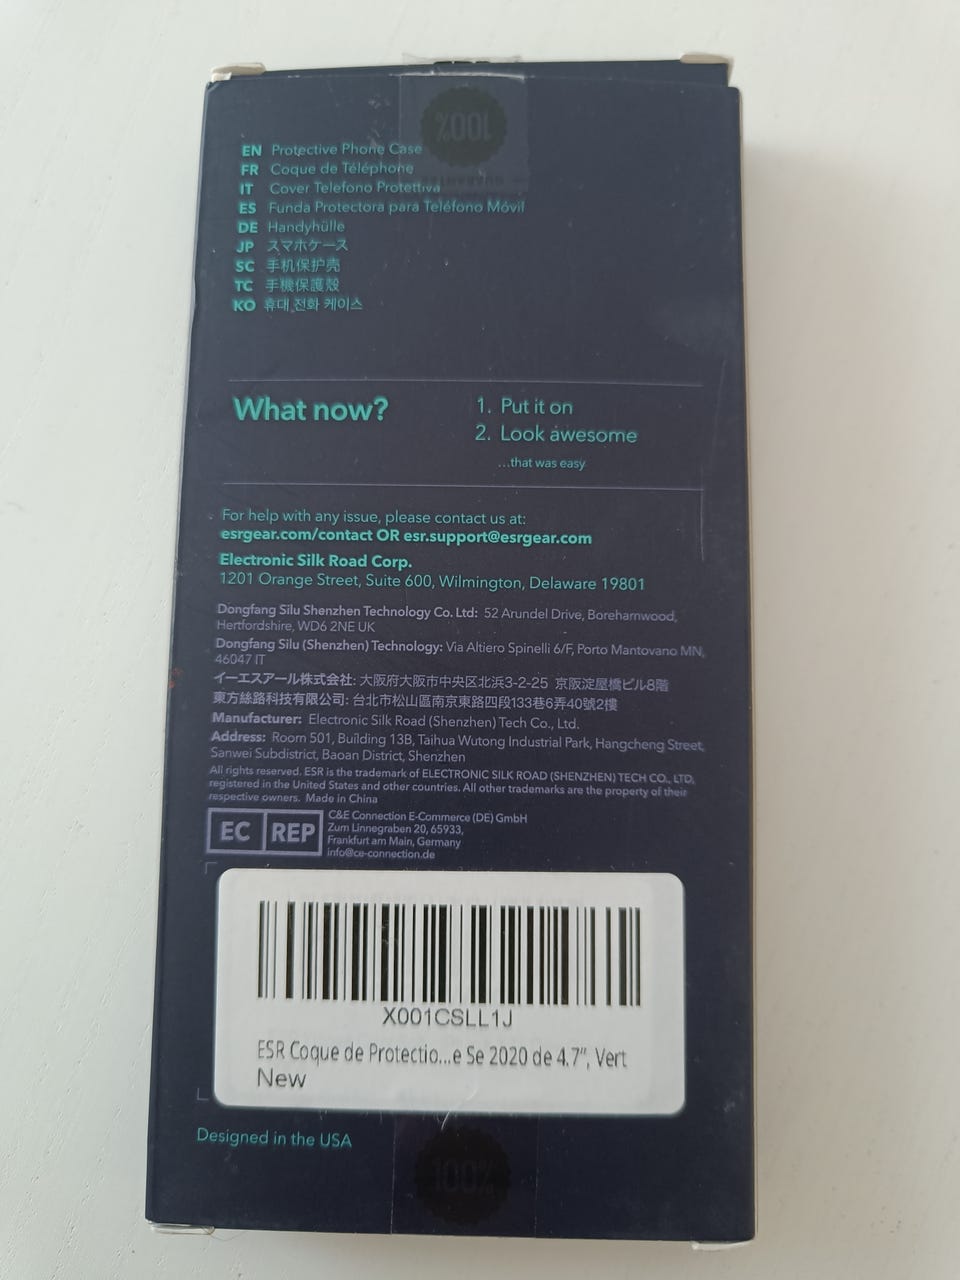 100%
EN Protective Phone Case
FR Coque de Téléphone
IT Cover Telefono Protettiva
ES Funda Protectora para Teléfono Móvil
DE Handyhülle
JP スマホケース
SC 手机保护壳
TC 手機保護殼
KO 휴대 전화 케이스
What now?
1. Put it on
2. Look awesome
...that was easy
For help with any issue, please contact us at:
esrgear.com/contact OR esr.support@esrgear.com
Electronic Silk Road Corp.
1201 Orange Street, Suite 600, Wilmington, Delaware 19801
Dongfang Silu Shenzhen Technology Co. Ltd: 52 Arundel Drive, Borehamwood,
Hertfordshire, WD6 2NE UK
Dongfang Silu (Shenzhen) Technology: Via Altiero Spinelli 6/F, Porto Mantovano MN,
46047 IT
イーエスアール株式会社: 大阪府大阪市中央区北浜3-2-25 京阪淀屋橋ビル8階
東方絲路科技有限公司: 台北市松山區南京東路四段133巷6弄40號2樓
Manufacturer: Electronic Silk Road (Shenzhen) Tech Co., Ltd.
Address: Room 501, Building 13B, Taihua Wutong Industrial Park, Hangcheng Street,
Sanwei Subdistrict, Baoan District, Shenzhen
All rights reserved. ESR is the trademark of ELECTRONIC SILK ROAD (SHENZHEN) TECH CO., LTD,
registered in the United States and other countries. All other trademarks are the property of their
respective owners. Made in China
EC REP
C&E Connection E-Commerce (DE) GmbH
Zum Linnegraben 20, 65933,
Frankfurt am Main, Germany
info@ce-connection.de
X001CSLL1J
ESR Coque de Protectio...e Se 2020 de 4.7", Vert
New
Designed in the USA
100%